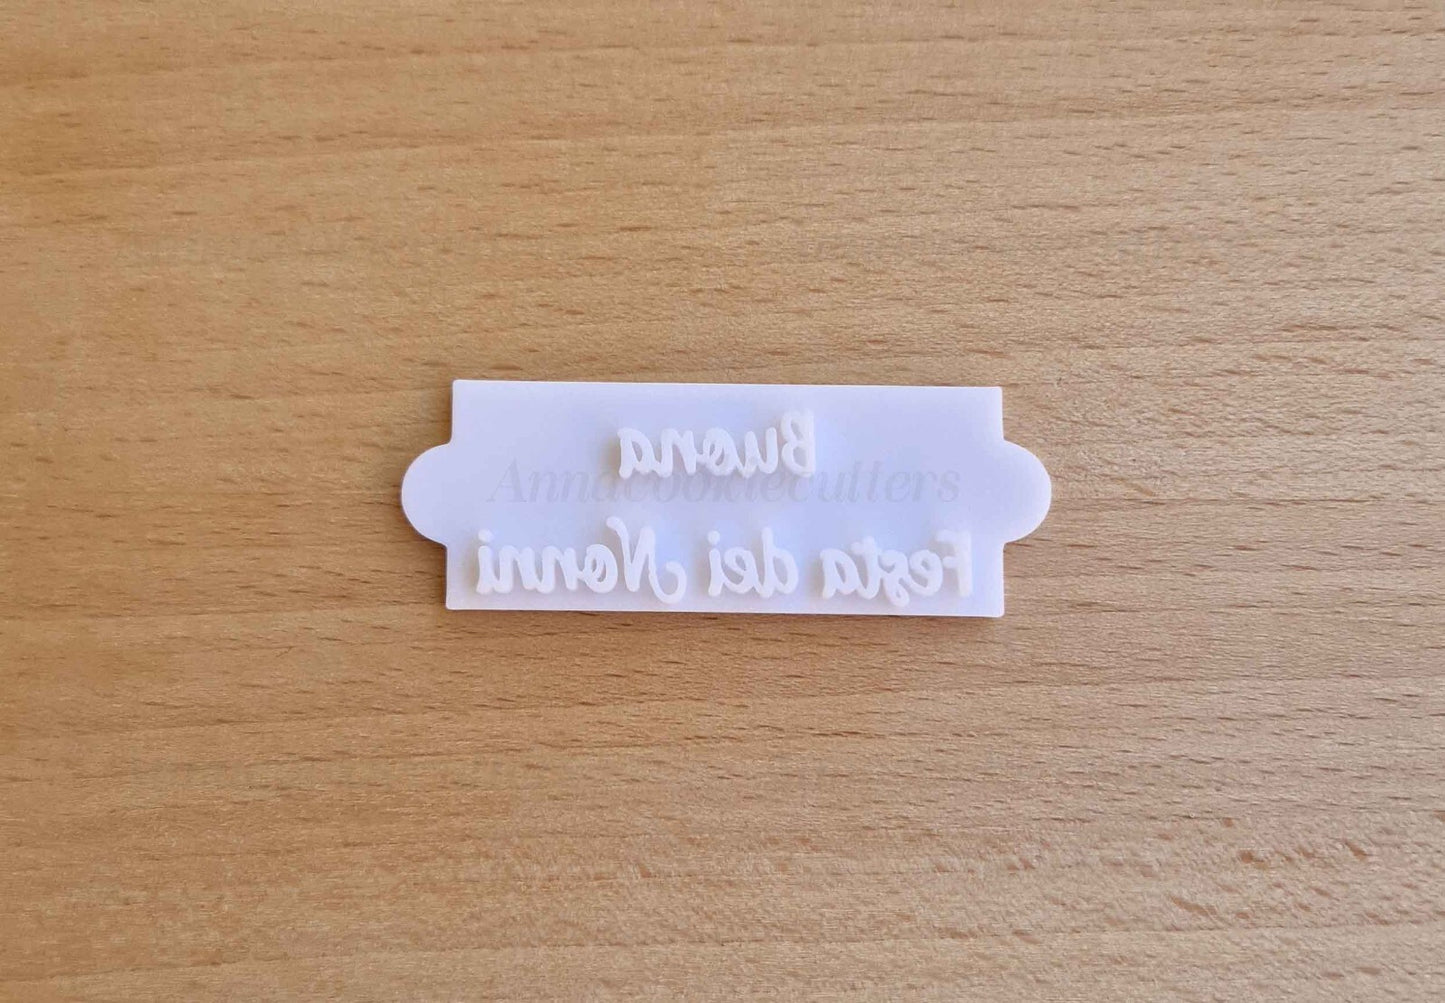 Buona
Annacookiecutters
Festa dei Nonni